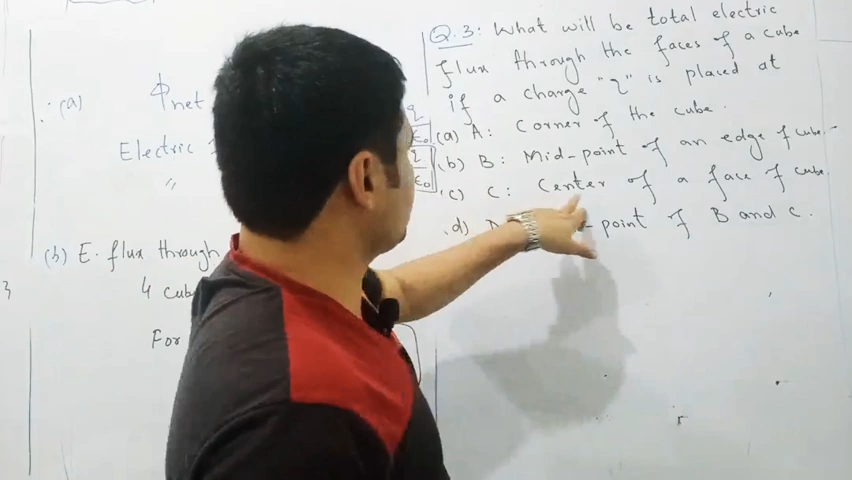 Q.3: What will be total electric
flux through the faces of a cube
if a charge "q" is placed at
(a) A: Corner of the cube.
(b) B: Mid-point of an edge of cube.
(c) C: Center of a face of cube.
(d) D -point of B and C.
∴ (a) Φnet
Electric
"
q
ε₀
q
ε₀
(b) E. flux through
4 cub
For